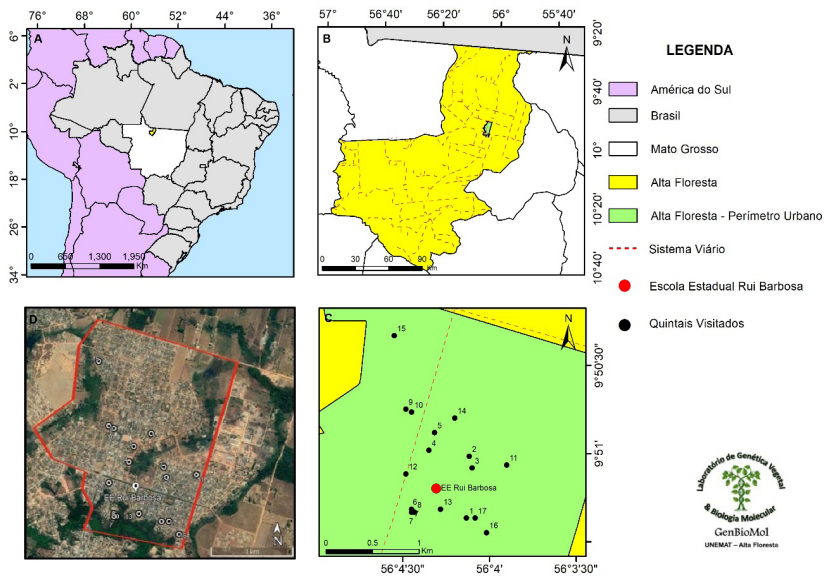 76° 68° 60° 52° 44° 36°
57° 56°40' 56°20' 56° 55°40'
A
6°
2°
10°
18°
26°
34°
0 650 1,300 1,950
Km
B
N
9°20'
9°40'
10°
10°20'
10°40'
0 30 60 90
Km
LEGENDA
América do Sul
Brasil
Mato Grosso
Alta Floresta
Alta Floresta - Perímetro Urbano
Sistema Viário
Escola Estadual Rui Barbosa
Quintais Visitados
D
EE Rui Barbosa
N
1 km
C
N
15
9
10
14
5
4
2
3
11
12
EE Rui Barbosa
6
8
7
13
1
17
16
9°50'30"
9°51'
0 0.5 1
Km
56°4'30" 56°4' 56°3'30"
Laboratório de Genética Vegetal
& Biologia Molecular
GenBioMol
UNEMAT – Alta Floresta